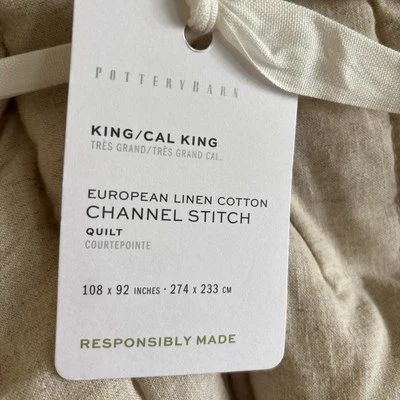 POTTERYBARN
KING/CAL KING
TRÈS GRAND/TRÈS GRAND CAL.
EUROPEAN LINEN COTTON
CHANNEL STITCH
QUILT
COURTEPOINTE
108 x 92 INCHES · 274 x 233 CM
RESPONSIBLY MADE